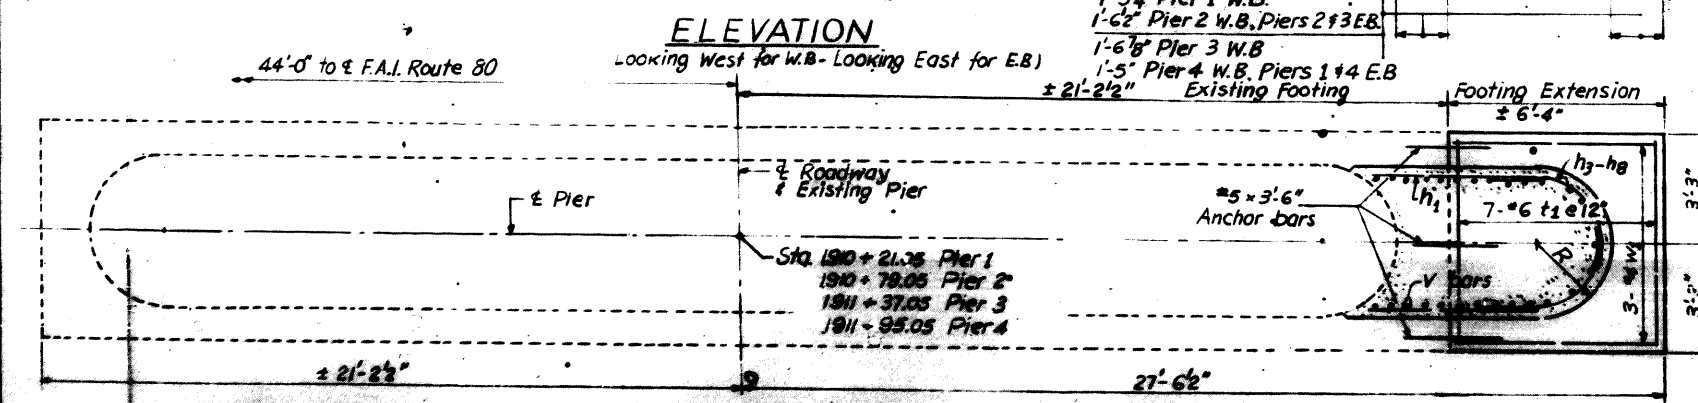 ELEVATION
Looking West for W.B - Looking East for E.B)
1'-6½" Pier 2 W.B. Piers 2 & 3 E.B.
1'-6⅞" Pier 3 W.B
1'-5" Pier 4 W.B. Piers 1 & 4 E.B
44'-0" to ℄ F.A.I. Route 80
± 21'-2½" Existing Footing
Footing Extension
± 6'-4"
℄ Roadway
& Existing Pier
℄ Pier
#5 x 3'-6"
Anchor bars
h₁
h₃-h₈
7-#6 t₁ @ 12"
R
v bars
3'-3"
Sta. 1910 + 21.05 Pier 1
1910 + 79.05 Pier 2
1911 + 37.05 Pier 3
1911 + 95.05 Pier 4
± 21'-2½"
27'-6½"